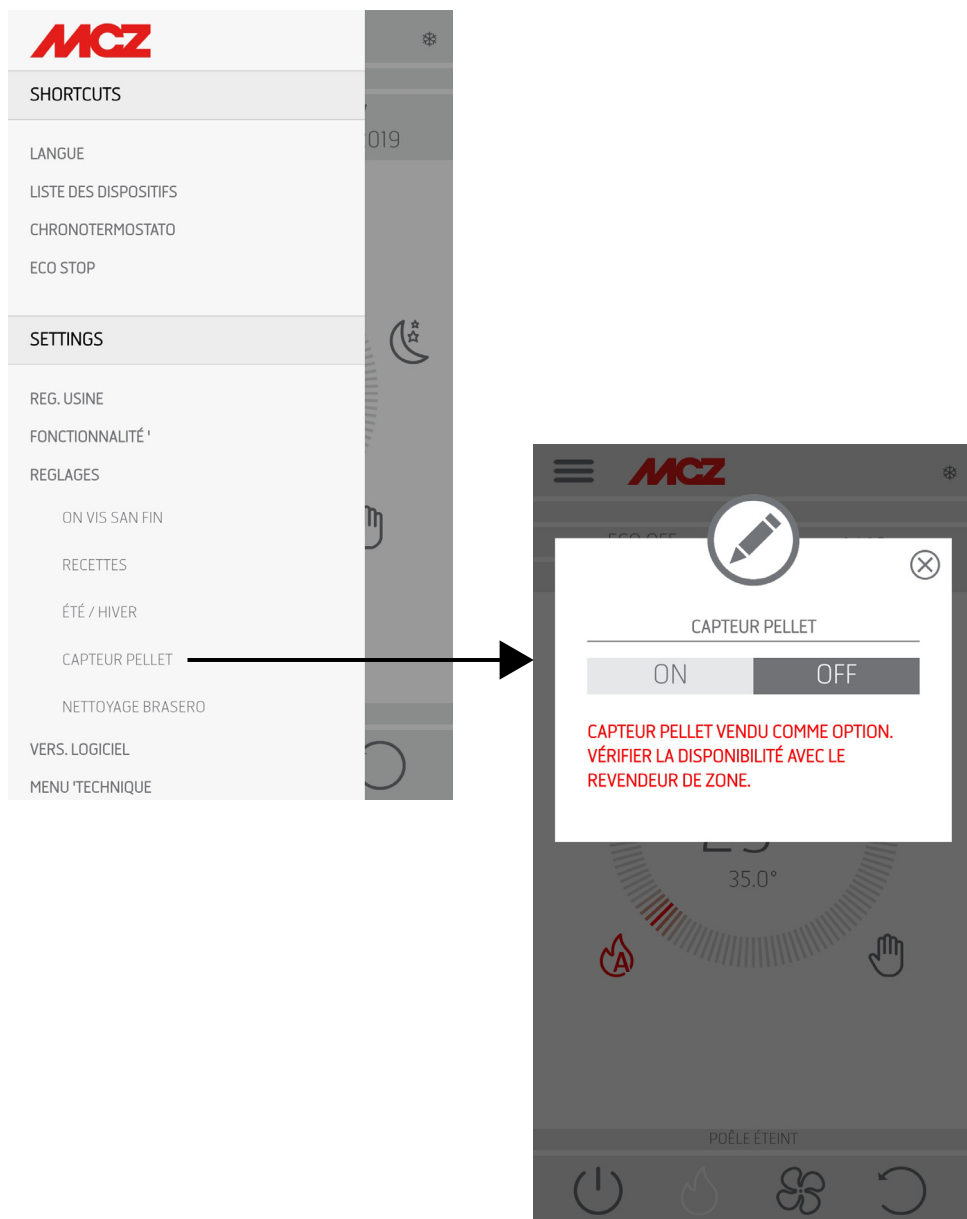 MCZ
SHORTCUTS
019
LANGUE
LISTE DES DISPOSITIFS
CHRONOTERMOSTATO
ECO STOP
SETTINGS
REG. USINE
FONCTIONNALITÉ '
REGLAGES
ON VIS SAN FIN
RECETTES
ÉTÉ / HIVER
CAPTEUR PELLET
NETTOYAGE BRASERO
VERS. LOGICIEL
MENU 'TECHNIQUE
MCZ
CAPTEUR PELLET
ON OFF
CAPTEUR PELLET VENDU COMME OPTION.
VÉRIFIER LA DISPONIBILITÉ AVEC LE
REVENDEUR DE ZONE.
35.0°
A
POÊLE ÉTEINT